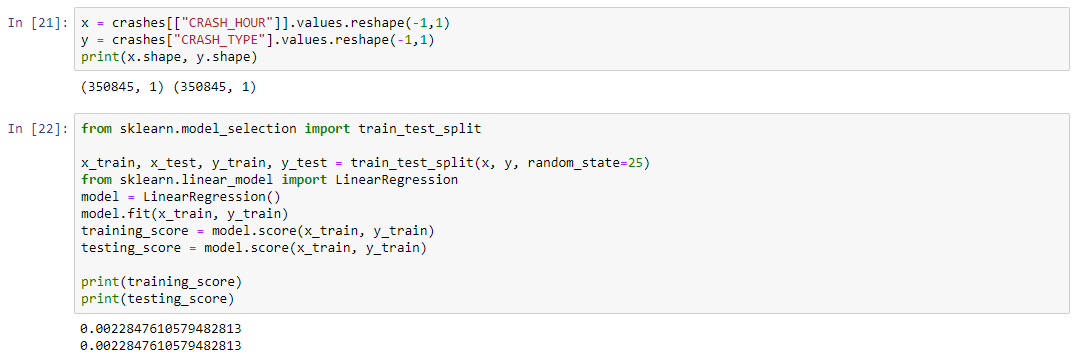 In [21]: x = crashes[["CRASH_HOUR"]].values.reshape(-1,1)
y = crashes["CRASH_TYPE"].values.reshape(-1,1)
print(x.shape, y.shape)
(350845, 1) (350845, 1)
In [22]: from sklearn.model_selection import train_test_split
x_train, x_test, y_train, y_test = train_test_split(x, y, random_state=25)
from sklearn.linear_model import LinearRegression
model = LinearRegression()
model.fit(x_train, y_train)
training_score = model.score(x_train, y_train)
testing_score = model.score(x_train, y_train)
print(training_score)
print(testing_score)
0.0022847610579482813
0.0022847610579482813